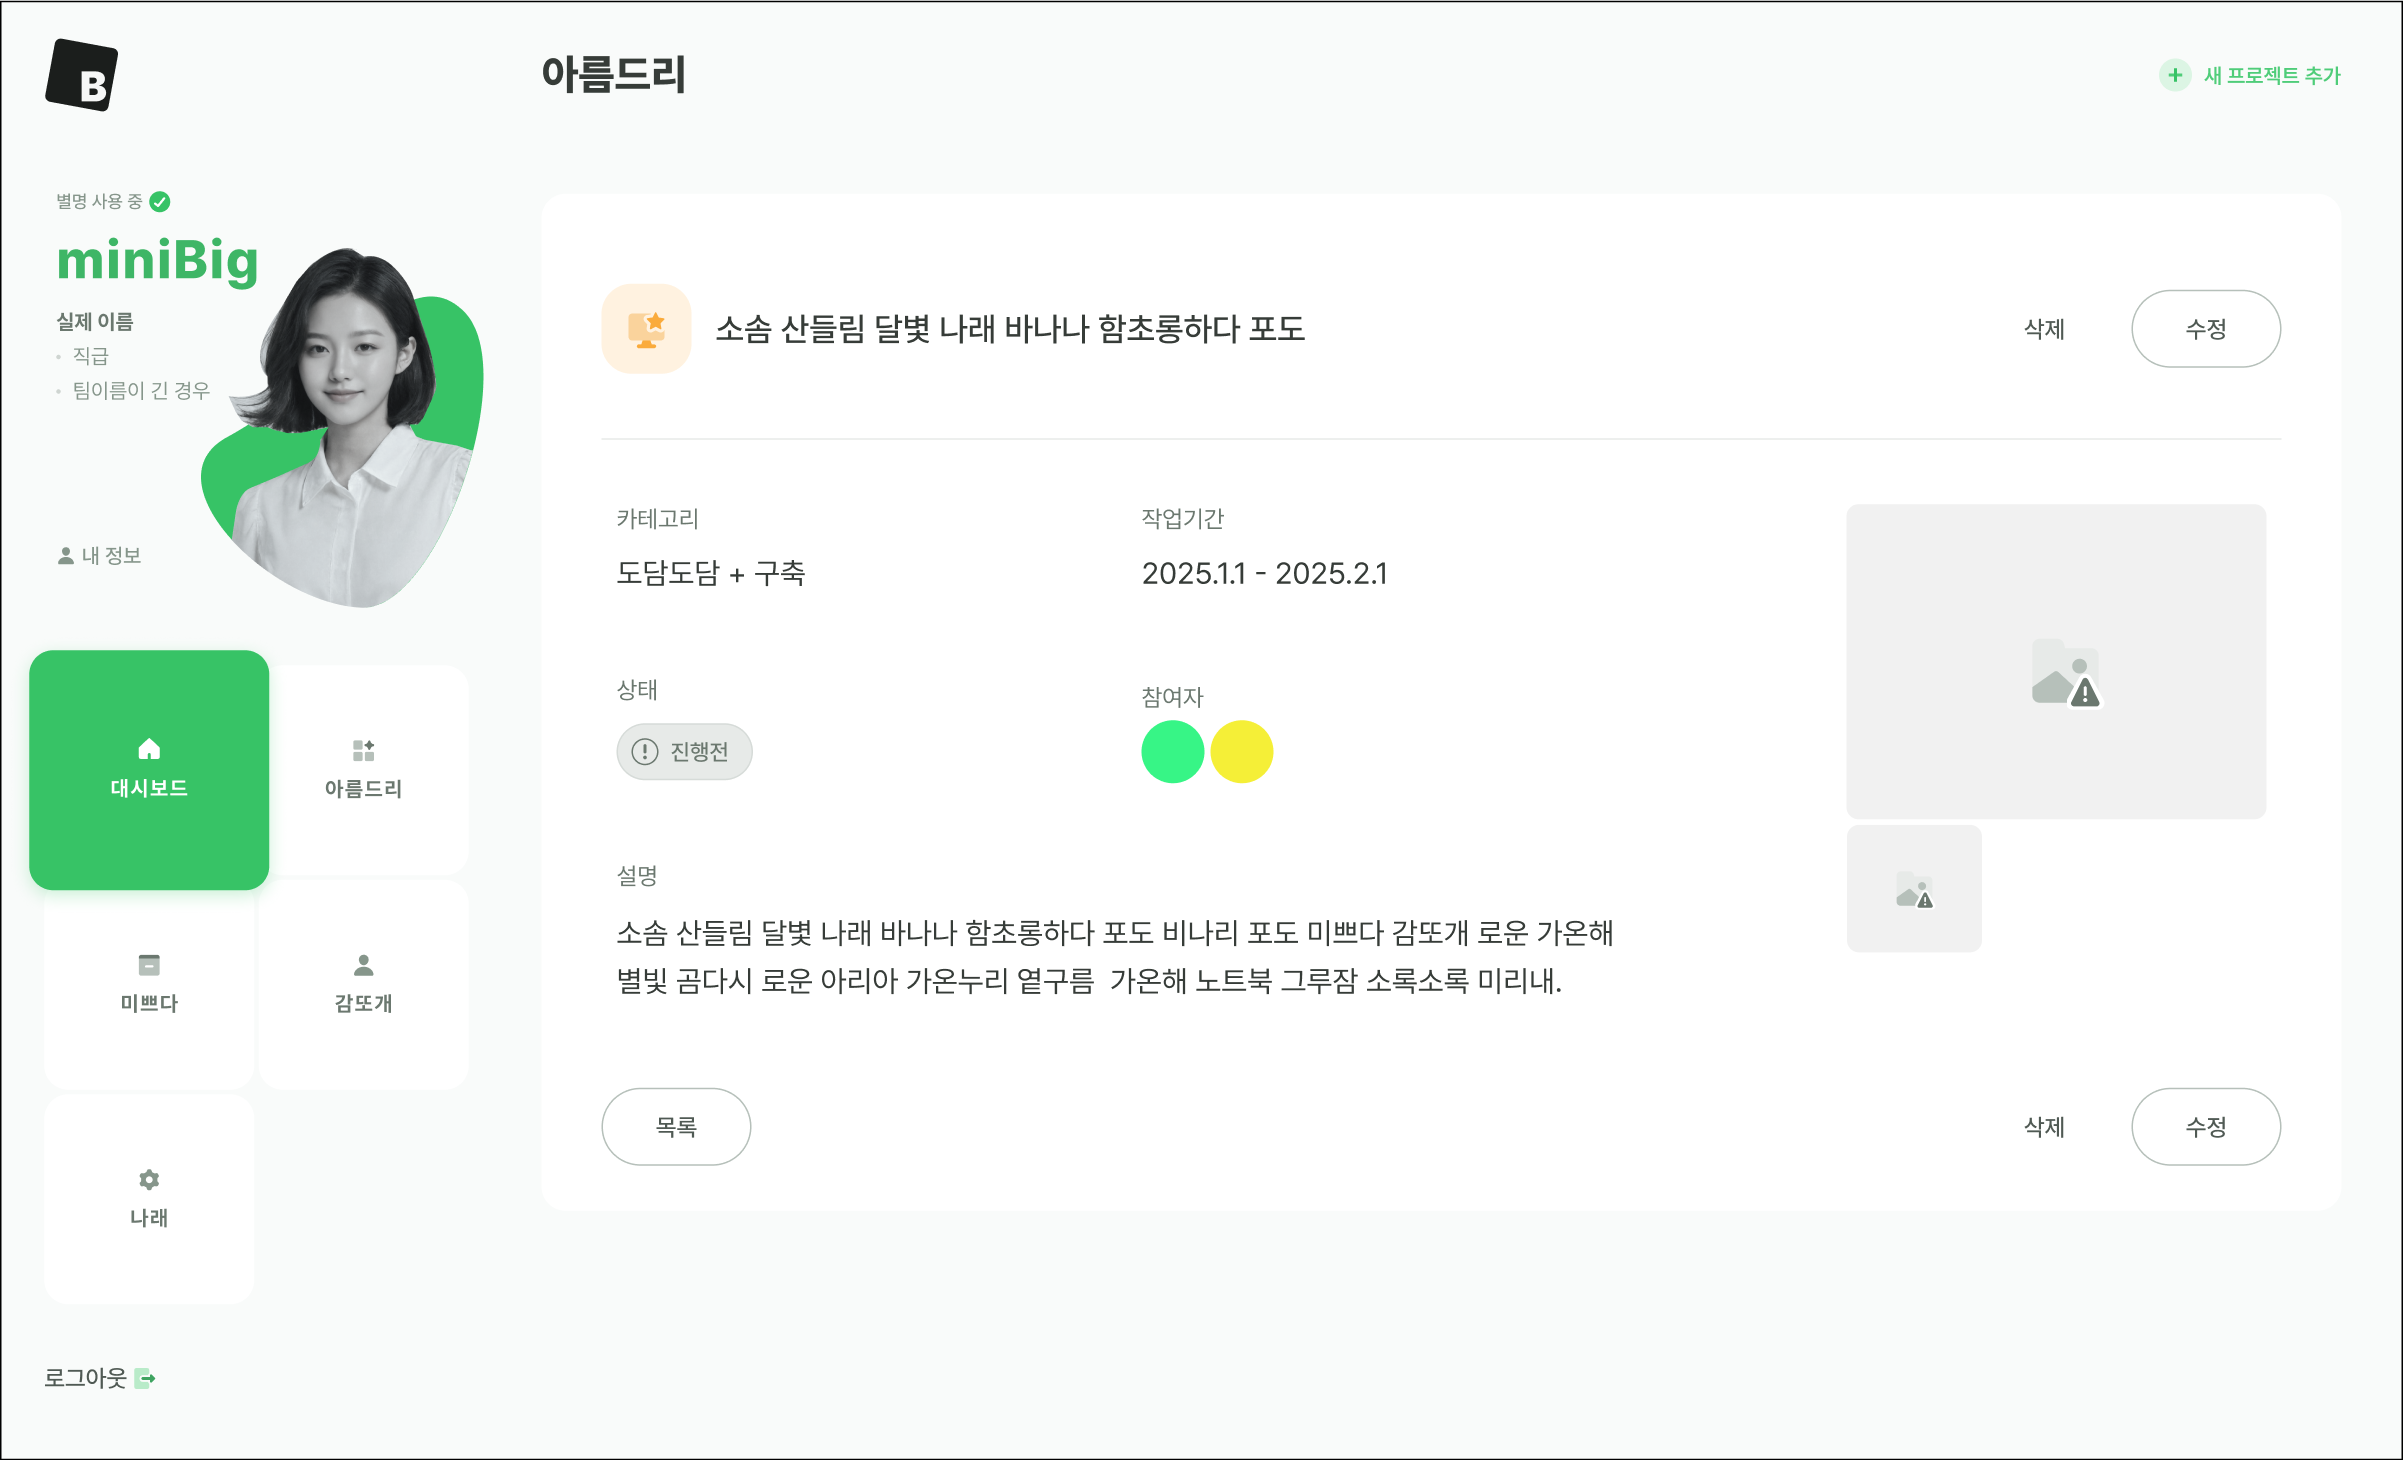 B
아름드리
새 프로젝트 추가
별명 사용 중
miniBig
실제 이름
직급
팀이름이 긴 경우
내 정보
대시보드
아름드리
미쁘다
감또개
나래
로그아웃
소솜 산들림 달볓 나래 바나나 함초롱하다 포도
삭제
수정
카테고리
도담도담 + 구축
작업기간
2025.1.1 - 2025.2.1
상태
진행전
참여자
설명
소솜 산들림 달볓 나래 바나나 함초롱하다 포도 비나리 포도 미쁘다 감또개 로운 가온해
별빛 곰다시 로운 아리아 가온누리 옅구름  가온해 노트북 그루잠 소록소록 미리내.
목록
삭제
수정